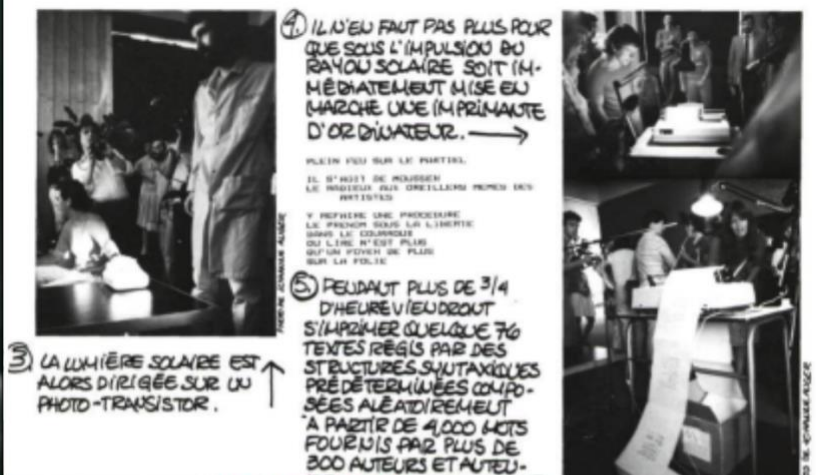 4. IL N'EN FAUT PAS PLUS POUR
QUE SOUS L'IMPULSION DU
RAYON SOLAIRE SOIT IM-
MÉDIATEMENT MISE EN
MARCHE UNE IMPRIMANTE
D'ORDINATEUR. →
PLEIN FEU SUR LE
IL S'AGIT DE MOUSSER
LE RADIEUX AUX OREILLERS MEMES DES
ARTISTES
Y REFAIRE UNE PROCEDURE
LE PRENOM SOUS LA LIBERTE
DANS LE COURROUX
OU LIRE N'EST PLUS
QU'UN FOYER DE PLUS
SUR LA FOLIE
3. LA LUMIÈRE SOLAIRE EST
ALORS DIRIGÉE SUR UN
PHOTO-TRANSISTOR.
5. PENDANT PLUS DE 3/4
D'HEURE VIENDRONT
S'IMPRIMER QUELQUE 76
TEXTES RÉGIS PAR DES
STRUCTURES SYNTAXIQUES
PRÉDÉTERMINÉES COMPO-
SÉES ALÉATOIREMENT
À PARTIR DE 4,000 MOTS
FOURNIS PAR PLUS DE
300 AUTEURS ET AUTEU-